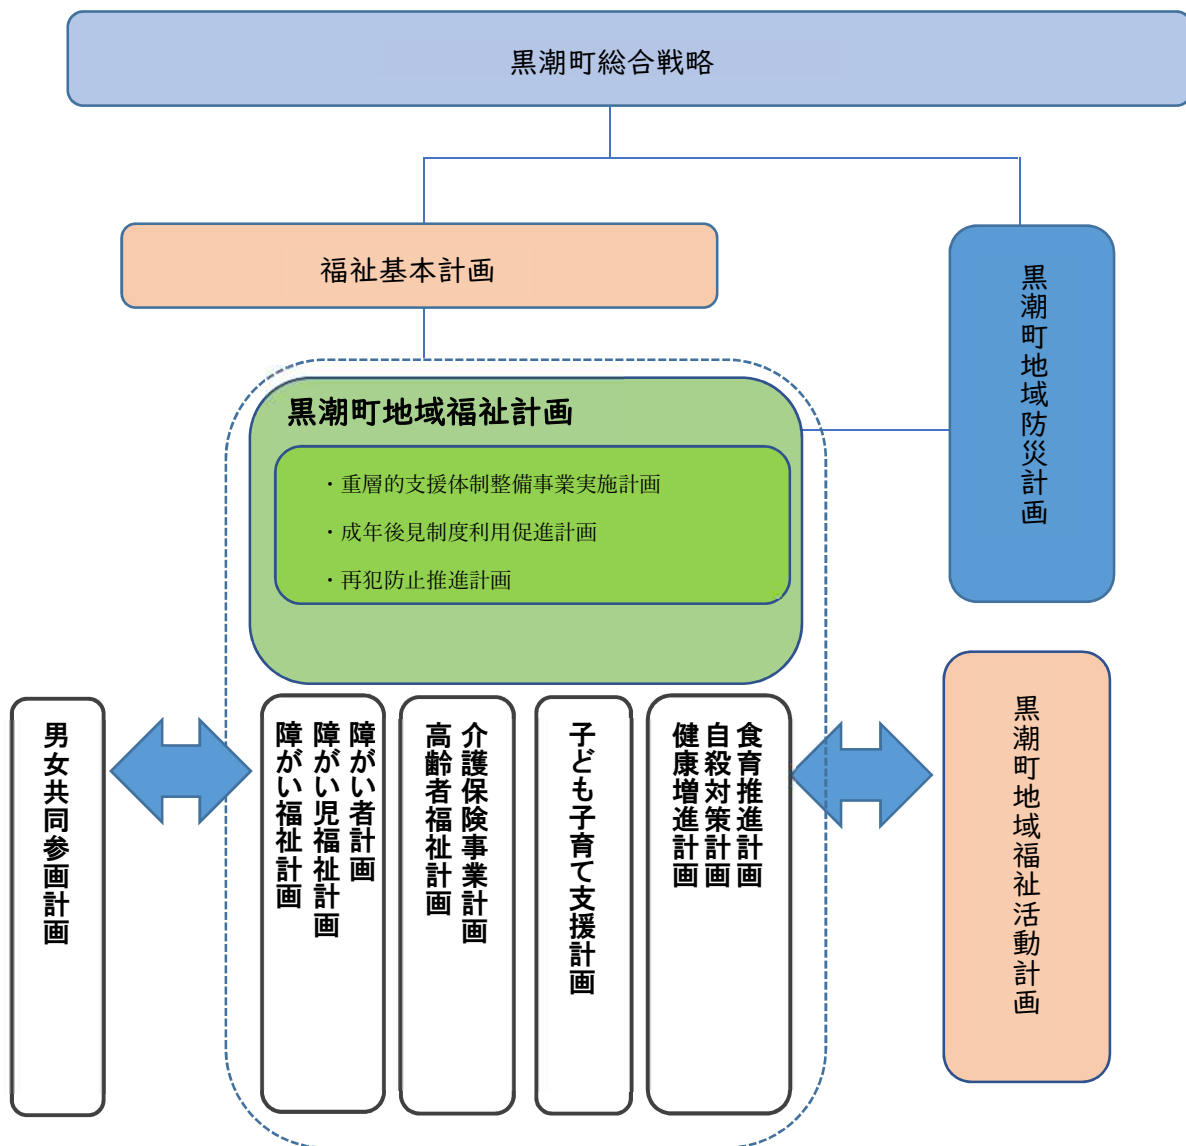 黒潮町総合戦略
福祉基本計画
黒潮町地域防災計画
黒潮町地域福祉計画
・重層的支援体制整備事業実施計画
・成年後見制度利用促進計画
・再犯防止推進計画
男女共同参画計画
障がい者計画
障がい児福祉計画
障がい福祉計画
介護保険事業計画
高齢者福祉計画
子ども子育て支援計画
食育推進計画
自殺対策計画
健康増進計画
黒潮町地域福祉活動計画